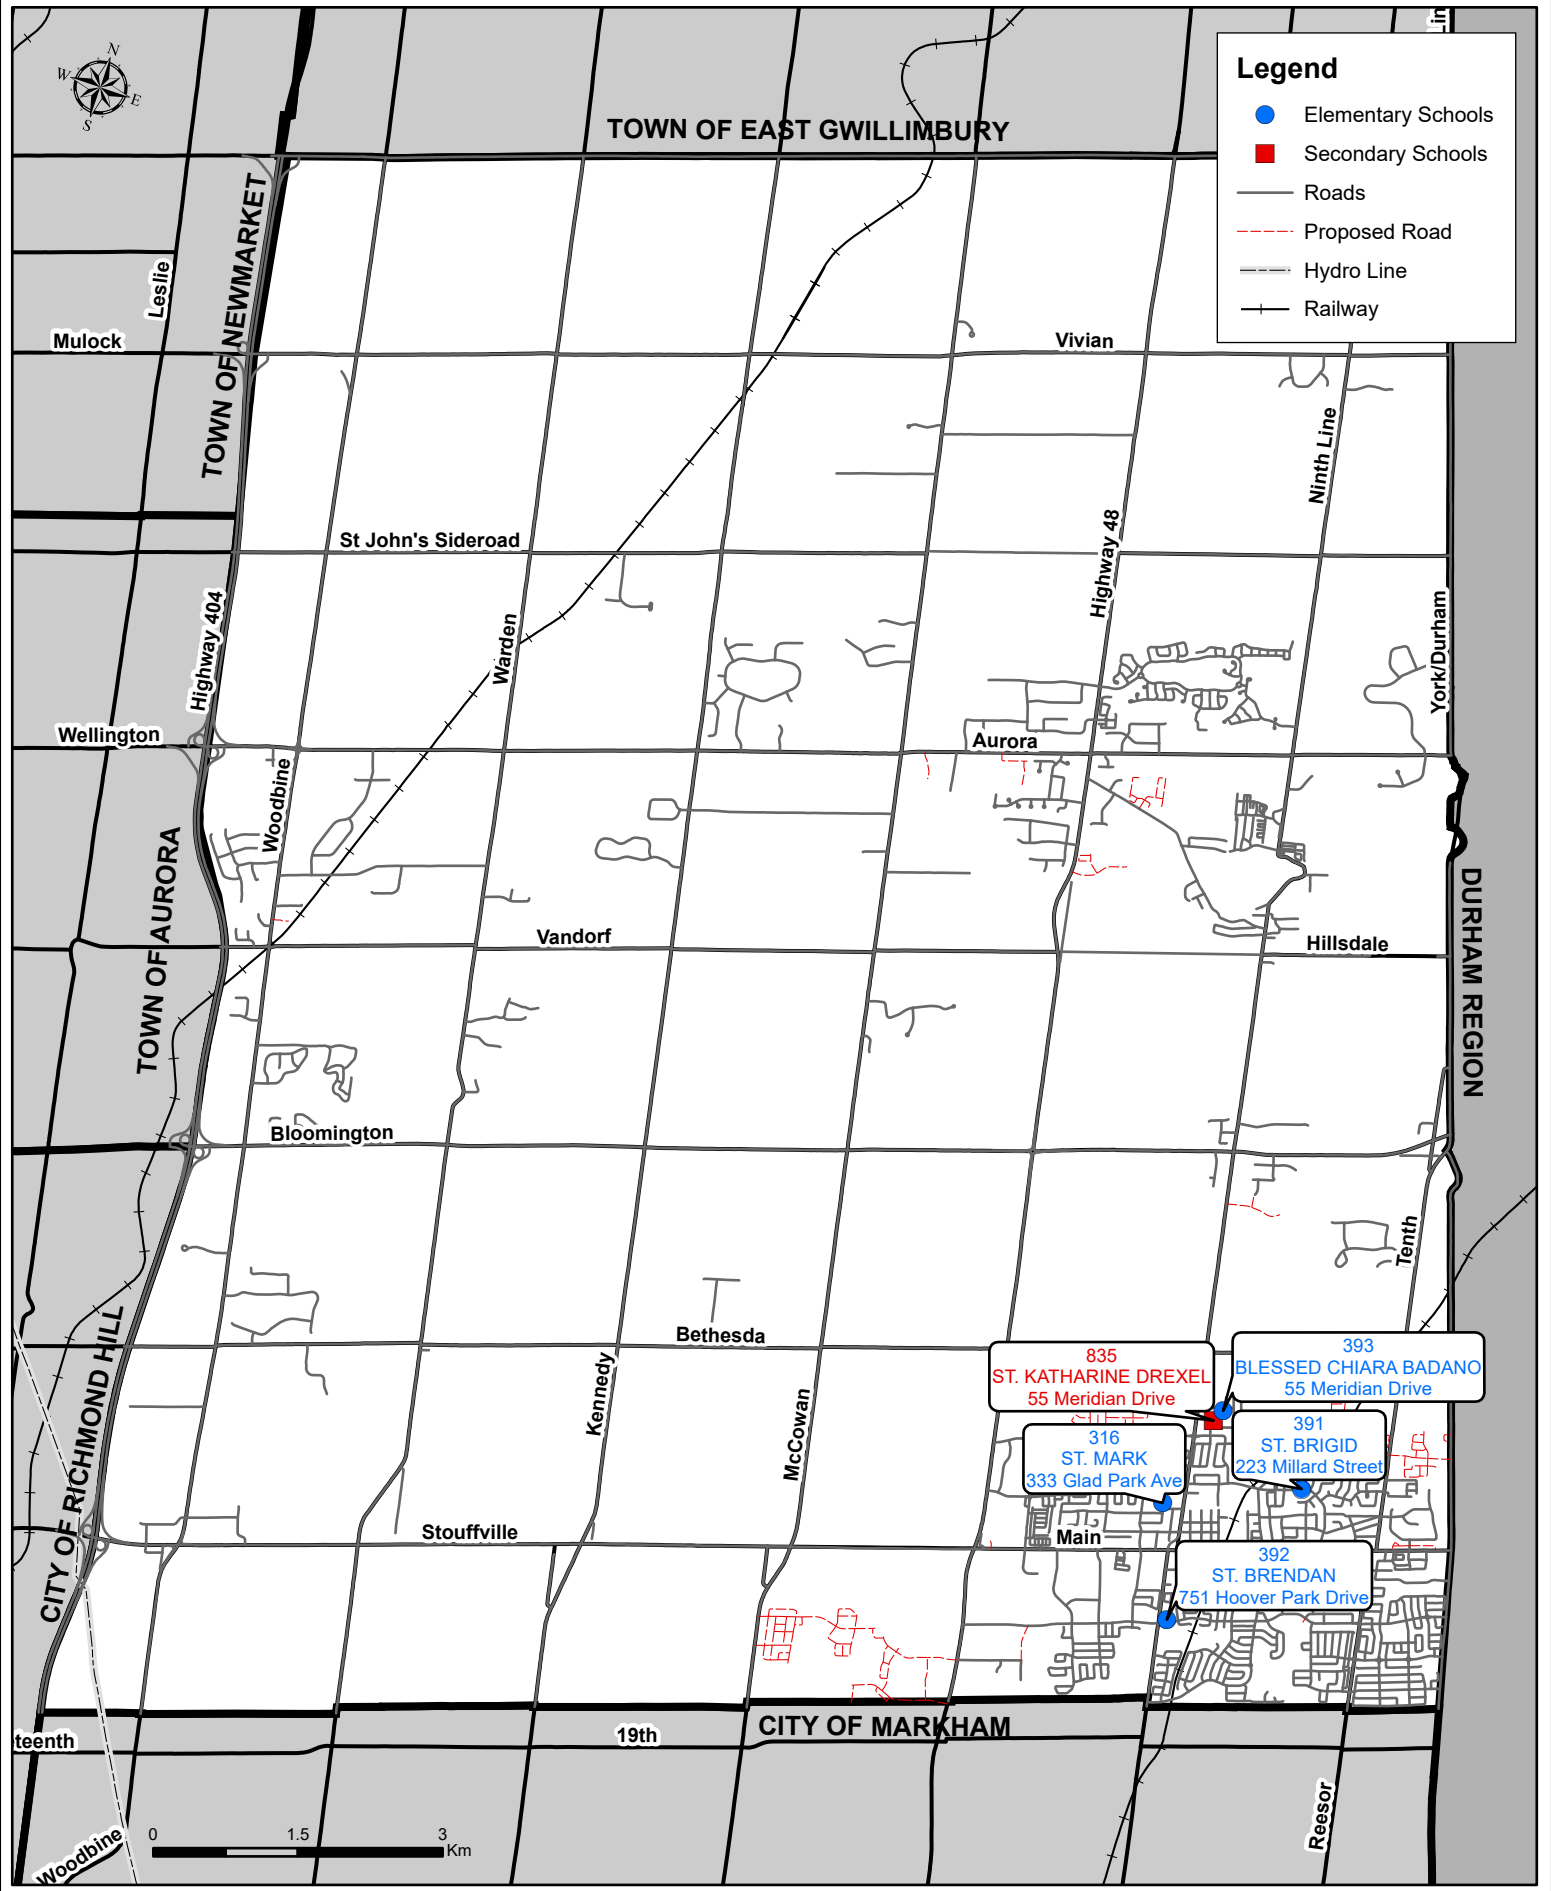 Lin
N
W
E
S
Legend
Elementary Schools
Secondary Schools
Roads
Proposed Road
Hydro Line
Railway
TOWN OF EAST GWILLIMBURY
TOWN OF NEWMARKET
Leslie
Mulock
Vivian
Ninth Line
Highway 48
St John's Sideroad
Highway 404
Warden
York/Durham
Wellington
Aurora
Woodbine
TOWN OF AURORA
DURHAM REGION
Vandorf
Hillsdale
Bloomington
Tenth
CITY OF RICHMOND HILL
Bethesda
Kennedy
McCowan
835
ST. KATHARINE DREXEL
55 Meridian Drive
393
BLESSED CHIARA BADANO
55 Meridian Drive
316
ST. MARK
333 Glad Park Ave
391
ST. BRIGID
223 Millard Street
Stouffville
Main
392
ST. BRENDAN
751 Hoover Park Drive
CITY OF MARKHAM
teenth
19th
Reesor
Woodbine
0
1.5
3
Km